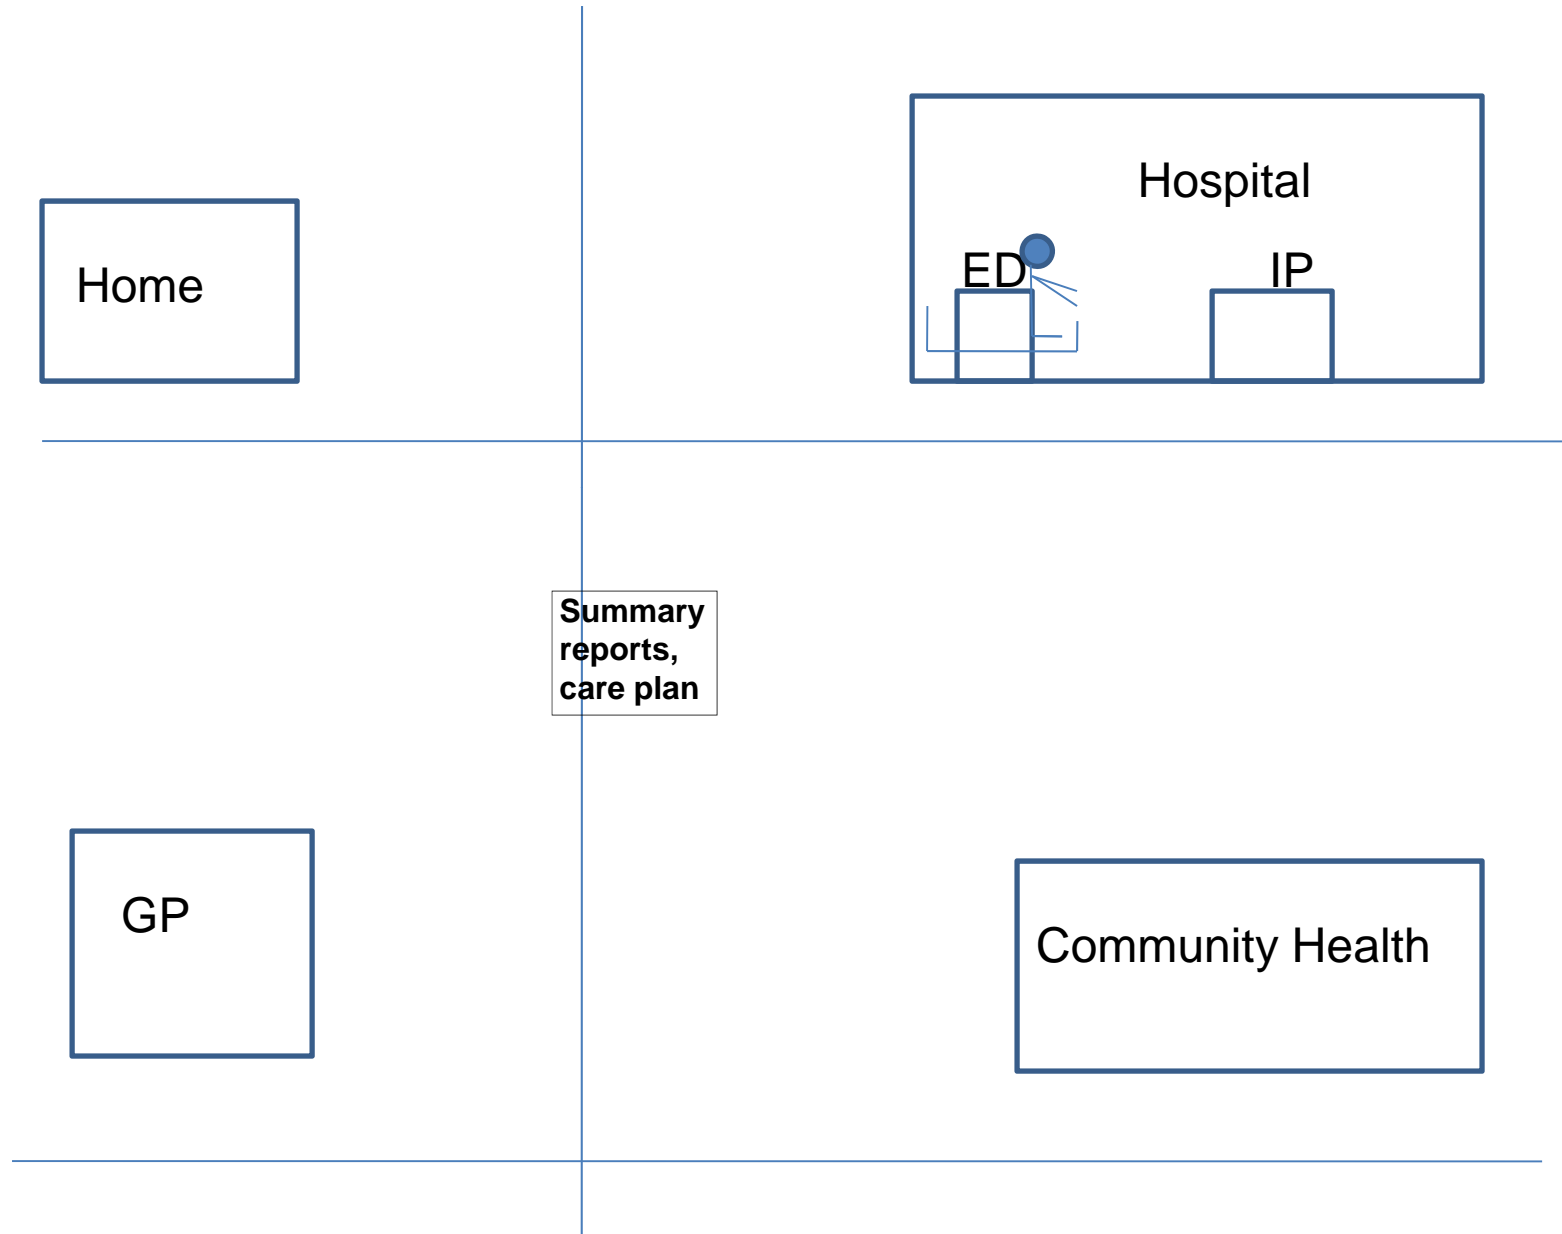 Hospital
Home
ED
IP
Summary
reports,
care plan
GP
Community Health